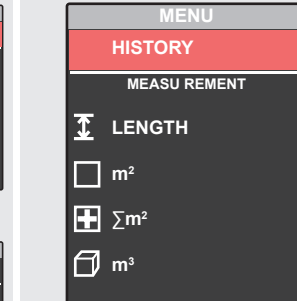 MENU
HISTORY
MEASU REMENT
LENGTH
m²
∑m²
m³